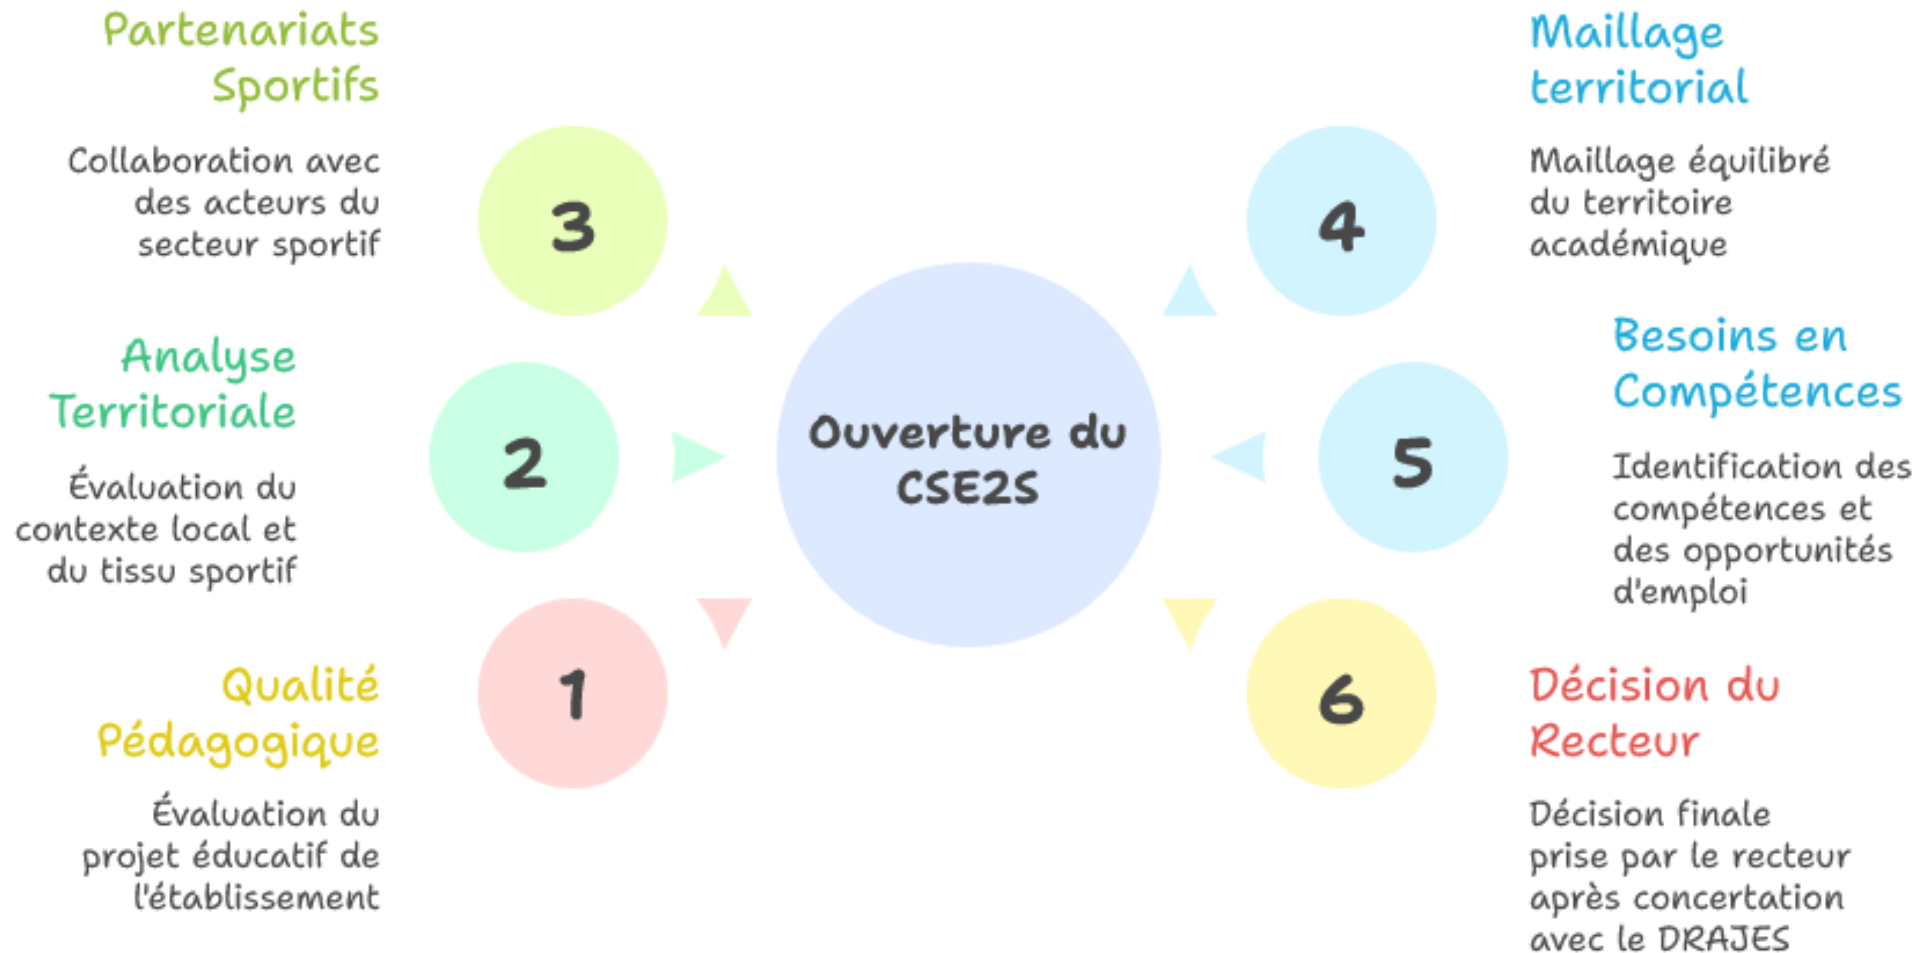 Partenariats
Sportifs
Collaboration avec
des acteurs du
secteur sportif
3
Analyse
Territoriale
Évaluation du
contexte local et
du tissu sportif
2
Qualité
Pédagogique
Évaluation du
projet éducatif de
l'établissement
1
Ouverture du
CSE2S
4
Maillage
territorial
Maillage équilibré
du territoire
académique
5
Besoins en
Compétences
Identification des
compétences et
des opportunités
d'emploi
6
Décision du
Recteur
Décision finale
prise par le recteur
après concertation
avec le DRAJES